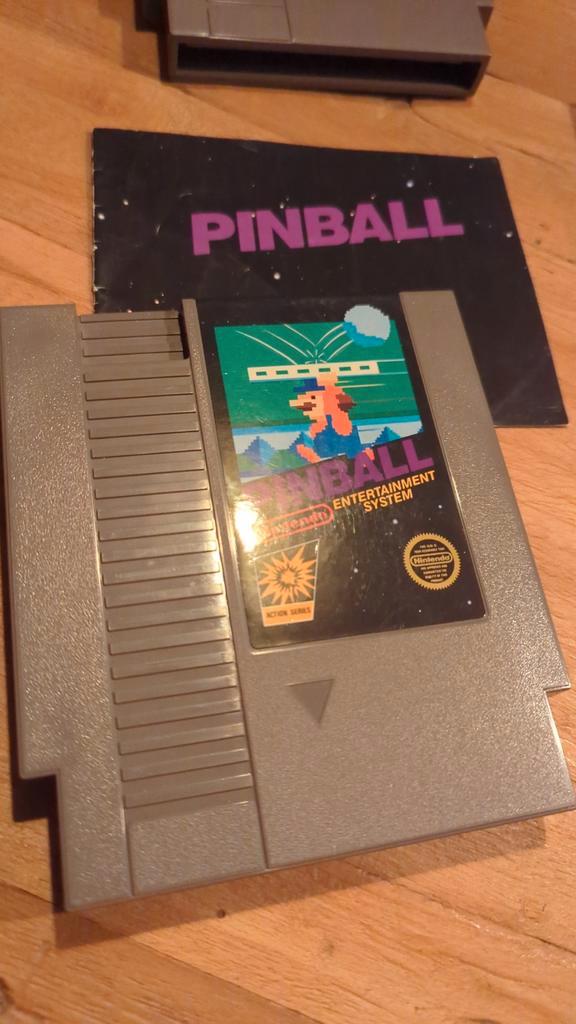 PINBALL
PINBALL
Nintendo
ENTERTAINMENT
SYSTEM
ACTION SERIES
Nintendo